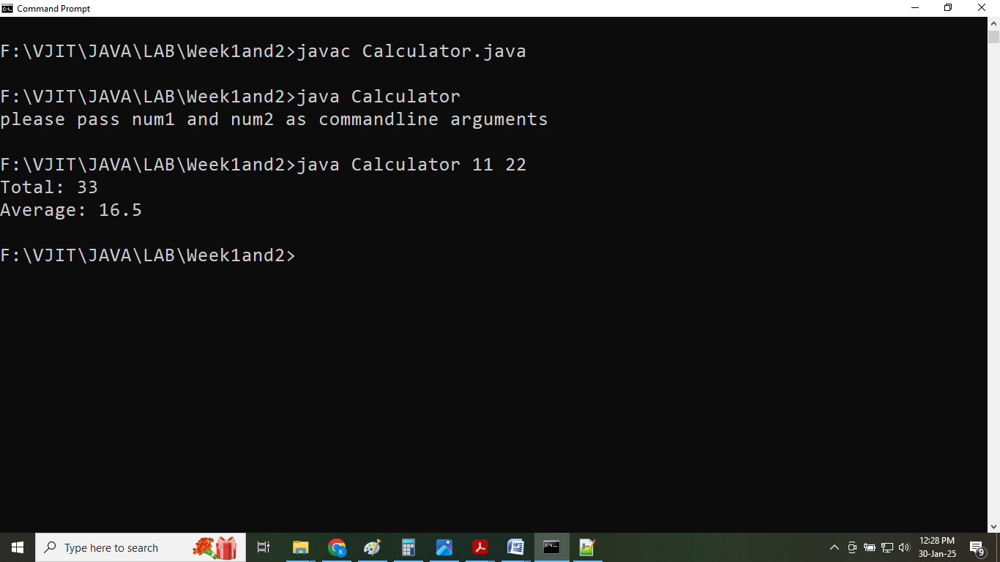 Command Prompt
F:\VJIT\JAVA\LAB\Week1and2>javac Calculator.java
F:\VJIT\JAVA\LAB\Week1and2>java Calculator
please pass num1 and num2 as commandline arguments
F:\VJIT\JAVA\LAB\Week1and2>java Calculator 11 22
Total: 33
Average: 16.5
F:\VJIT\JAVA\LAB\Week1and2>
Type here to search
12:28 PM
30-Jan-25
9